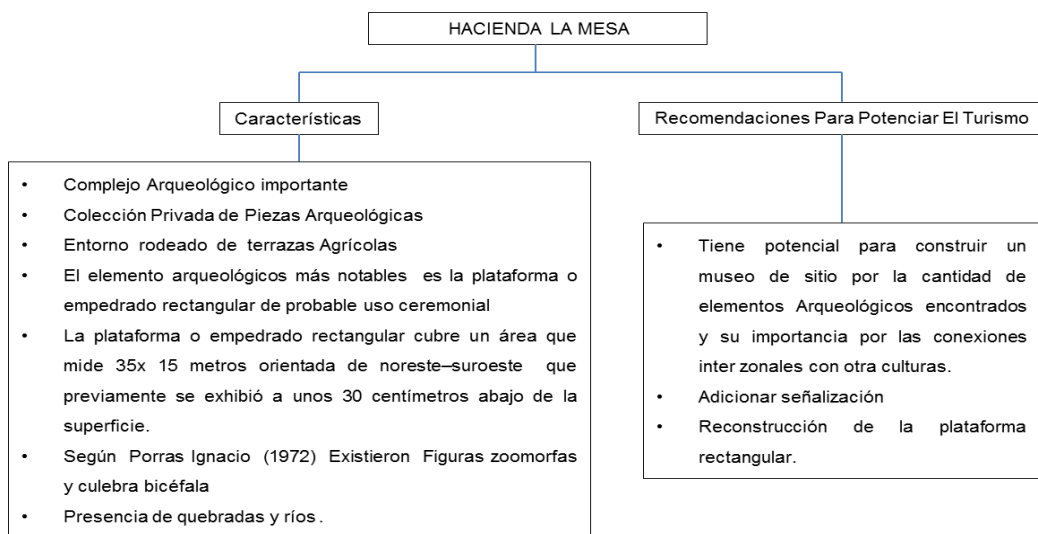 HACIENDA LA MESA
Características
• Complejo Arqueológico importante
• Colección Privada de Piezas Arqueológicas
• Entorno rodeado de terrazas Agrícolas
• El elemento arqueológicos más notables es la plataforma o
empedrado rectangular de probable uso ceremonial
• La plataforma o empedrado rectangular cubre un área que
mide 35x 15 metros orientada de noreste–suroeste que
previamente se exhibió a unos 30 centímetros abajo de la
superficie.
• Según Porras Ignacio (1972) Existieron Figuras zoomorfas
y culebra bicéfala
• Presencia de quebradas y ríos.
Recomendaciones Para Potenciar El Turismo
• Tiene potencial para construir un
museo de sitio por la cantidad de
elementos Arqueológicos encontrados
y su importancia por las conexiones
inter zonales con otra culturas.
• Adicionar señalización
• Reconstrucción de la plataforma
rectangular.